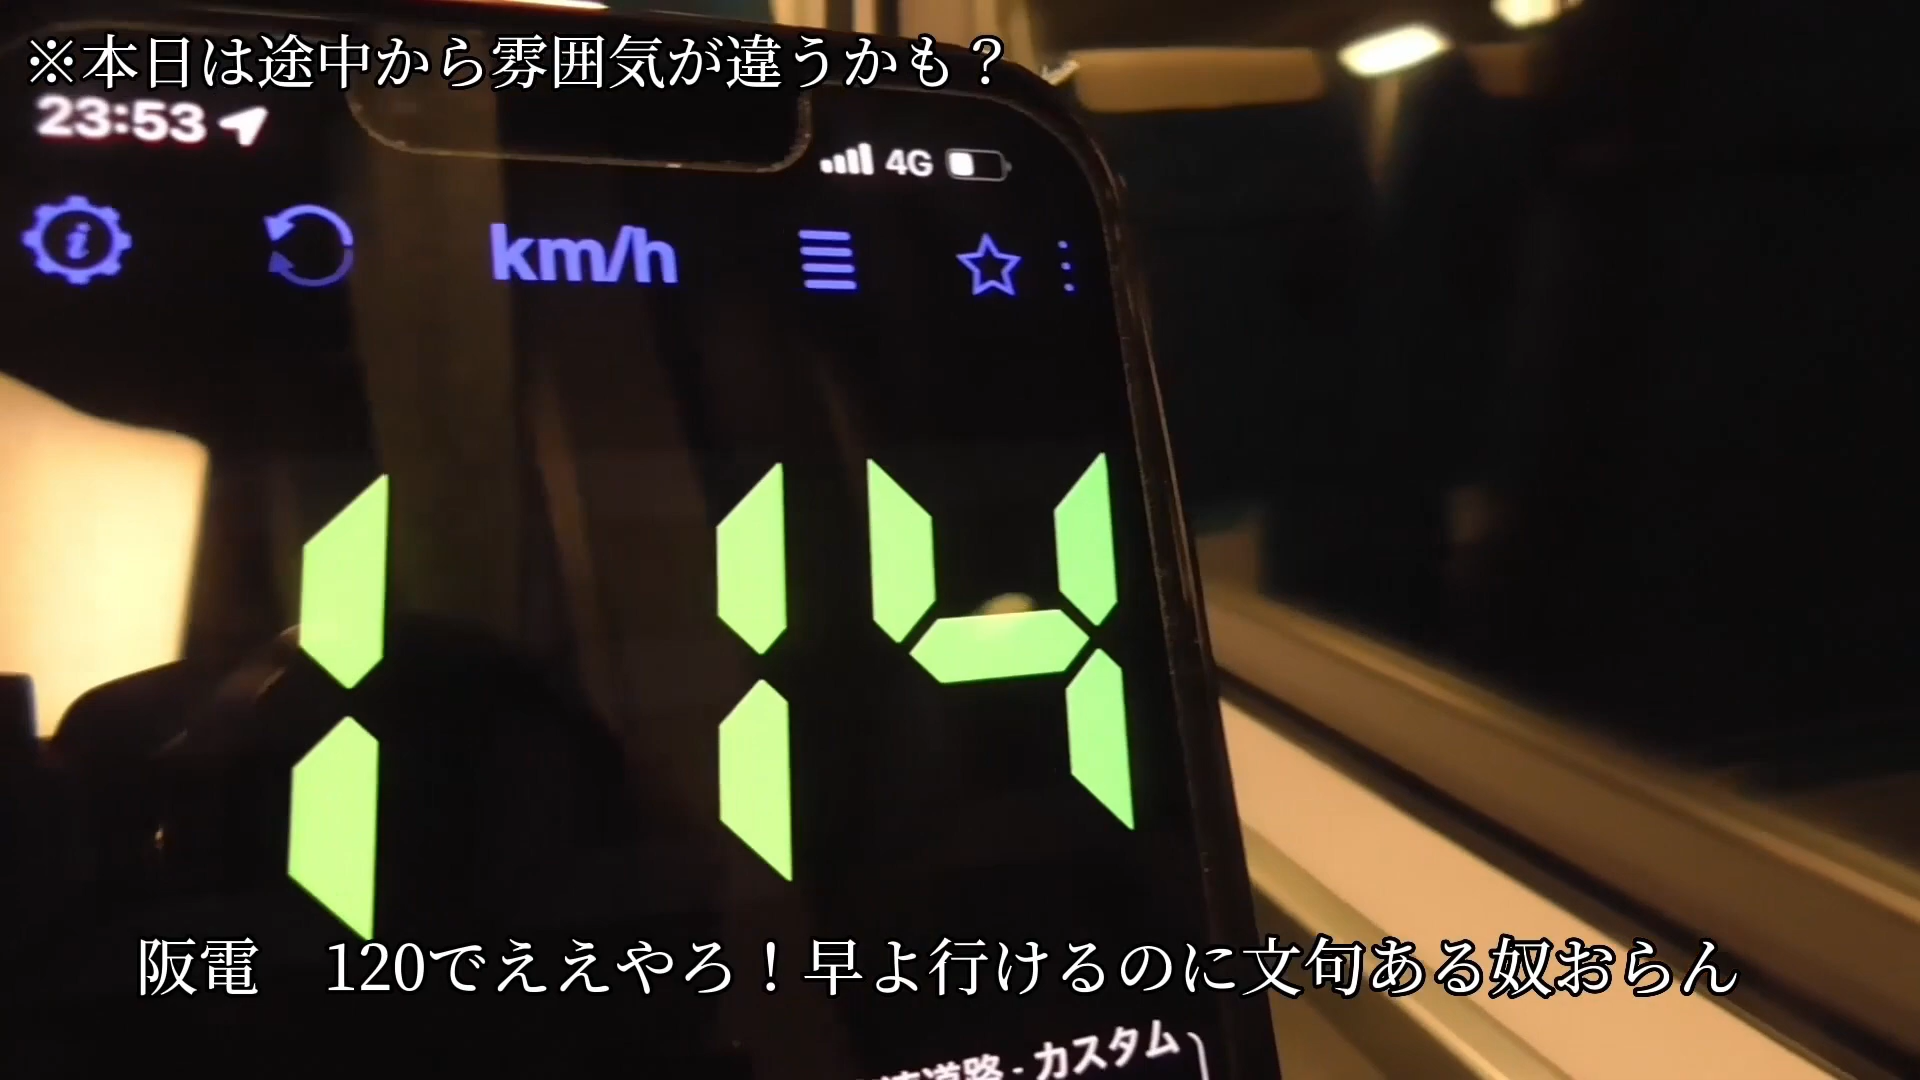 ※本日は途中から雰囲気が違うかも？
23:53
4G
km/h
114
阪電　120でええやろ！早よ行けるのに文句ある奴おらん
道路 - カスタム